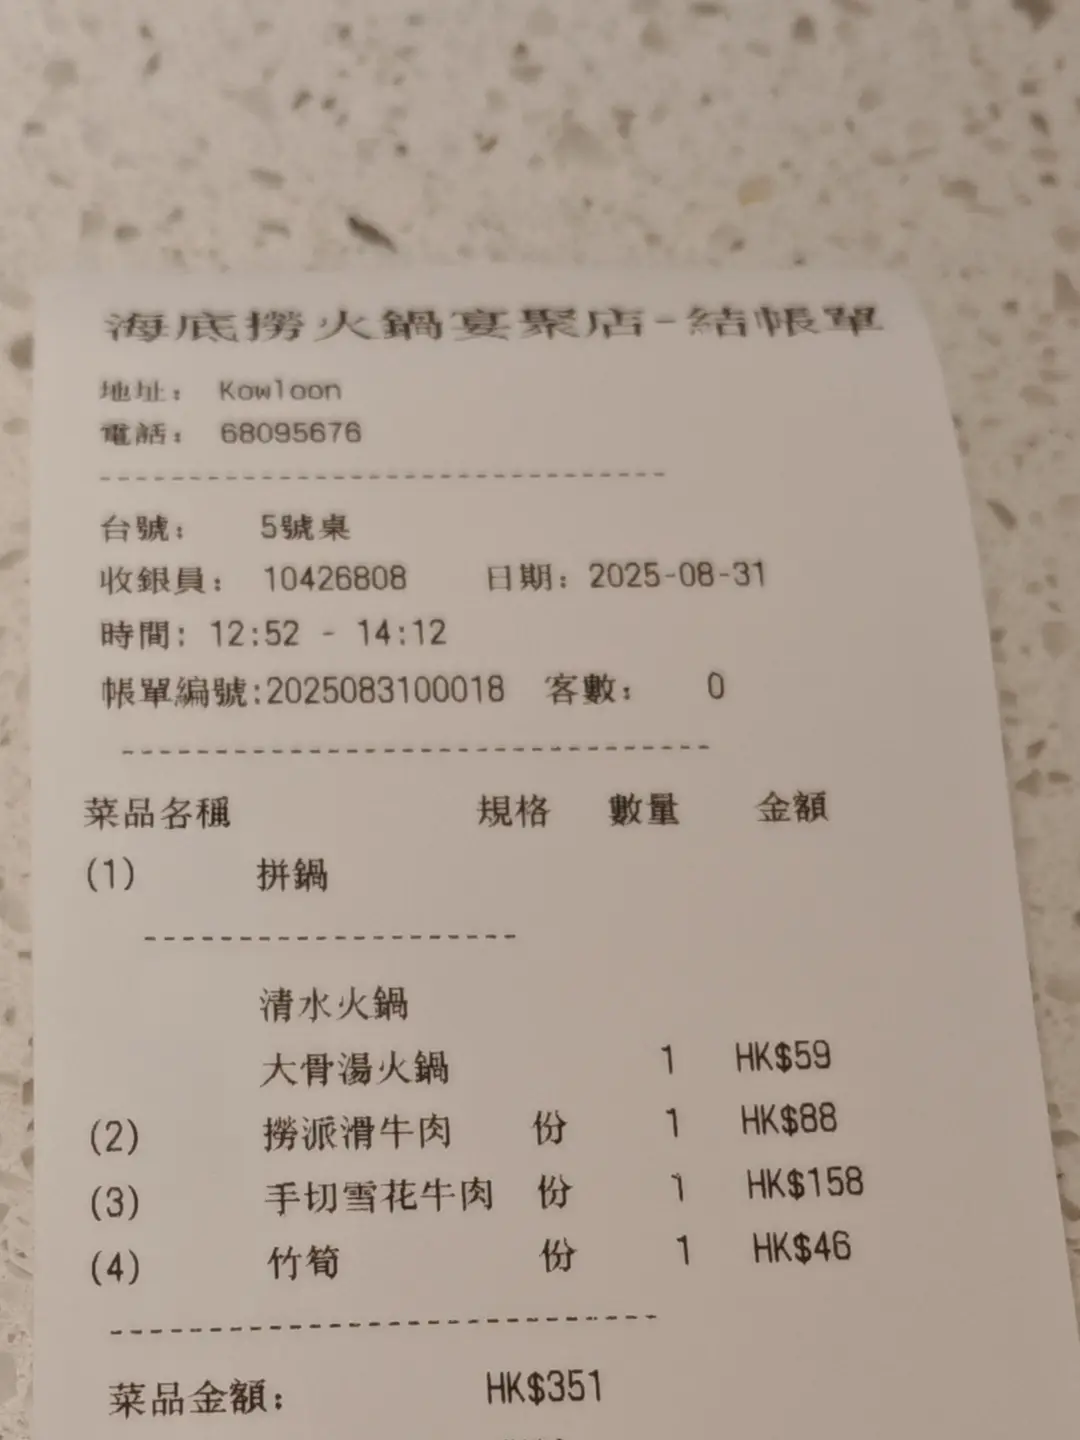 海底撈火鍋宴聚店-結帳單
地址： Kowloon
電話： 68095676
台號： 5號桌
收銀員： 10426808 日期：2025-08-31
時間: 12:52 - 14:12
帳單編號:2025083100018 客數： 0
菜品名稱 規格 數量 金額
(1) 拼鍋
清水火鍋
大骨湯火鍋 1 HK$59
(2) 撈派滑牛肉 份 1 HK$88
(3) 手切雪花牛肉 份 1 HK$158
(4) 竹筍 份 1 HK$46
菜品金額: HK$351